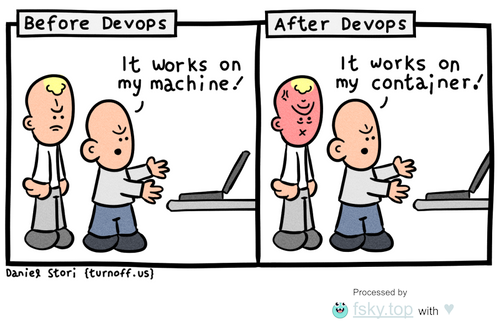 Before Devops
After Devops
It works on
my machine!
It works on
my container!
Daniel Stori {turnoff.us}
Processed by
fsky.top with ♥